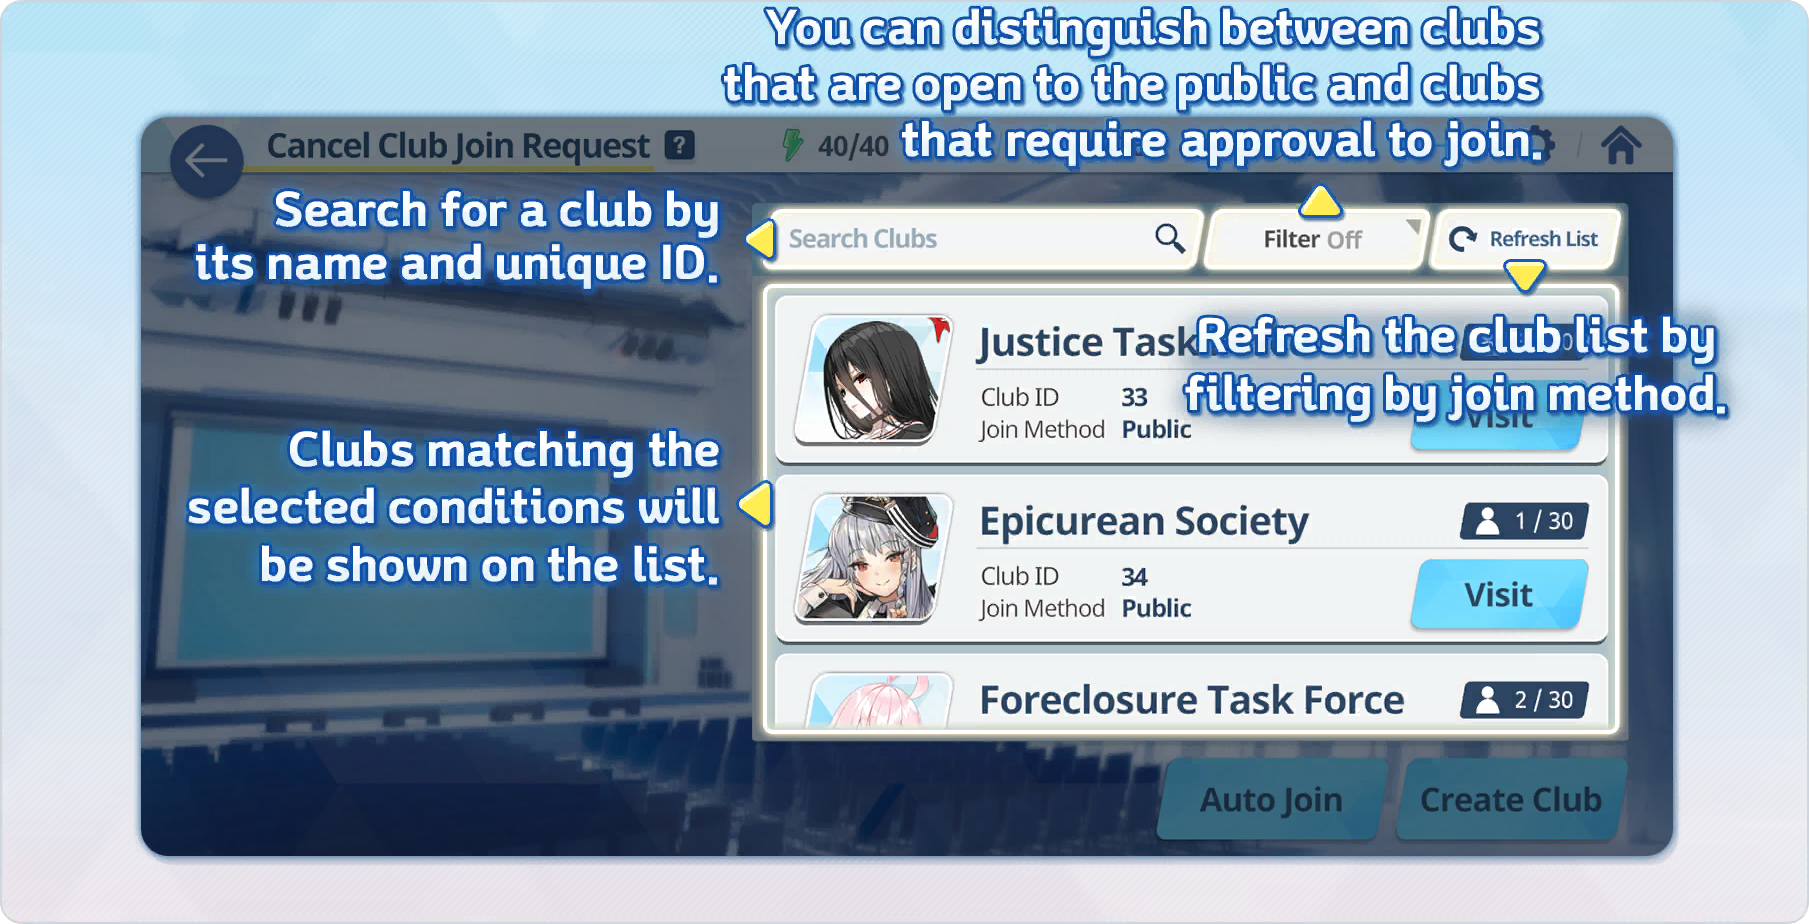 You can distinguish between clubs
that are open to the public and clubs
that require approval to join.
Cancel Club Join Request ?
40/40
Search for a club by
its name and unique ID.
Search Clubs
Filter Off
Refresh List
Refresh the club list by
filtering by join method.
Justice Task
Club ID 33
Join Method Public
Visit
Clubs matching the
selected conditions will
be shown on the list.
Epicurean Society
1 / 30
Club ID 34
Join Method Public
Visit
Foreclosure Task Force
2 / 30
Auto Join
Create Club